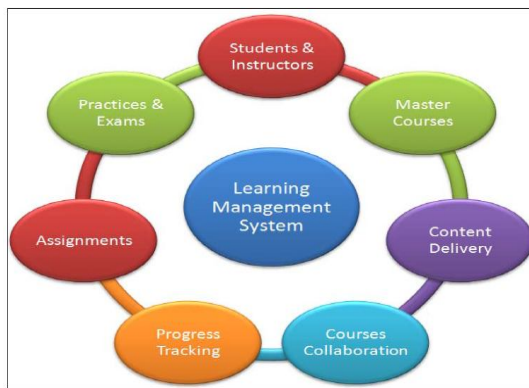 Students &
Instructors
Practices &
Exams
Master
Courses
Learning
Management
System
Assignments
Content
Delivery
Progress
Tracking
Courses
Collaboration